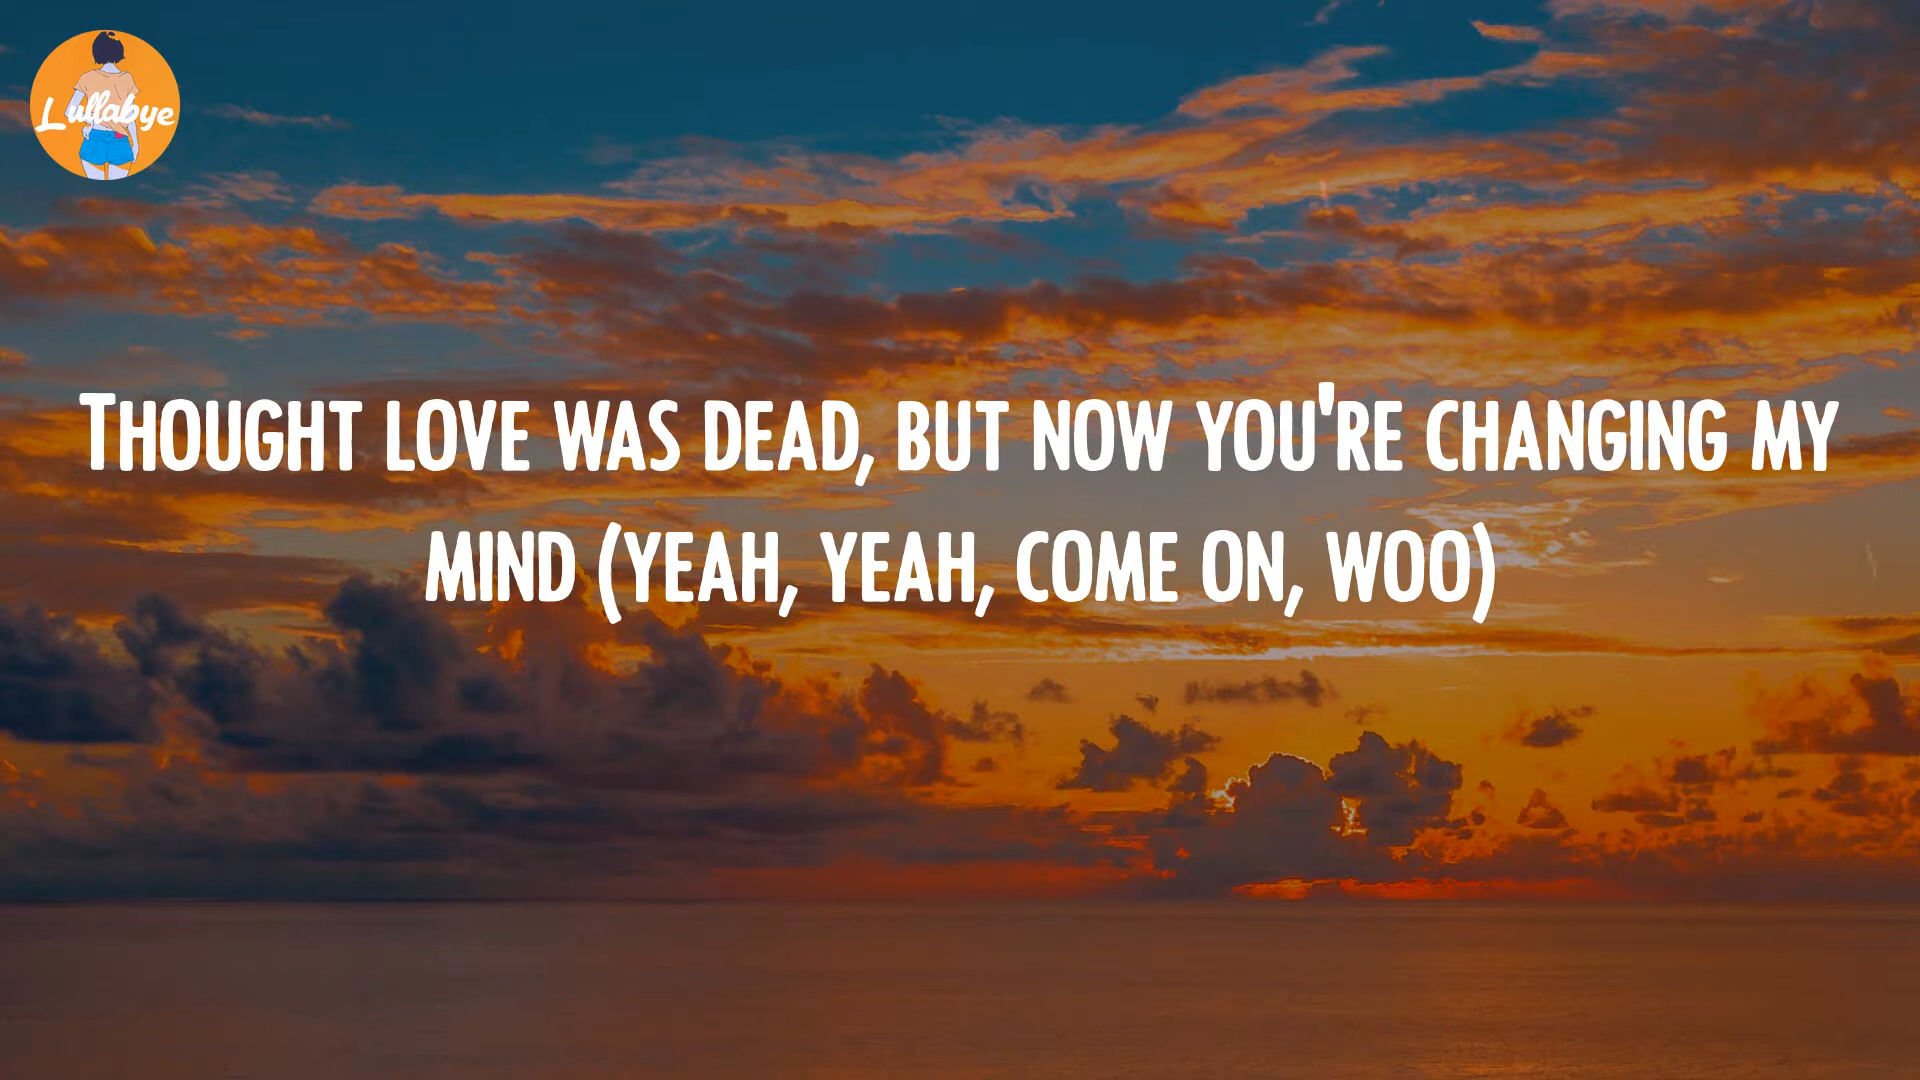 Lullabye
THOUGHT LOVE WAS DEAD, BUT NOW YOU'RE CHANGING MY
MIND (YEAH, YEAH, COME ON, WOO)